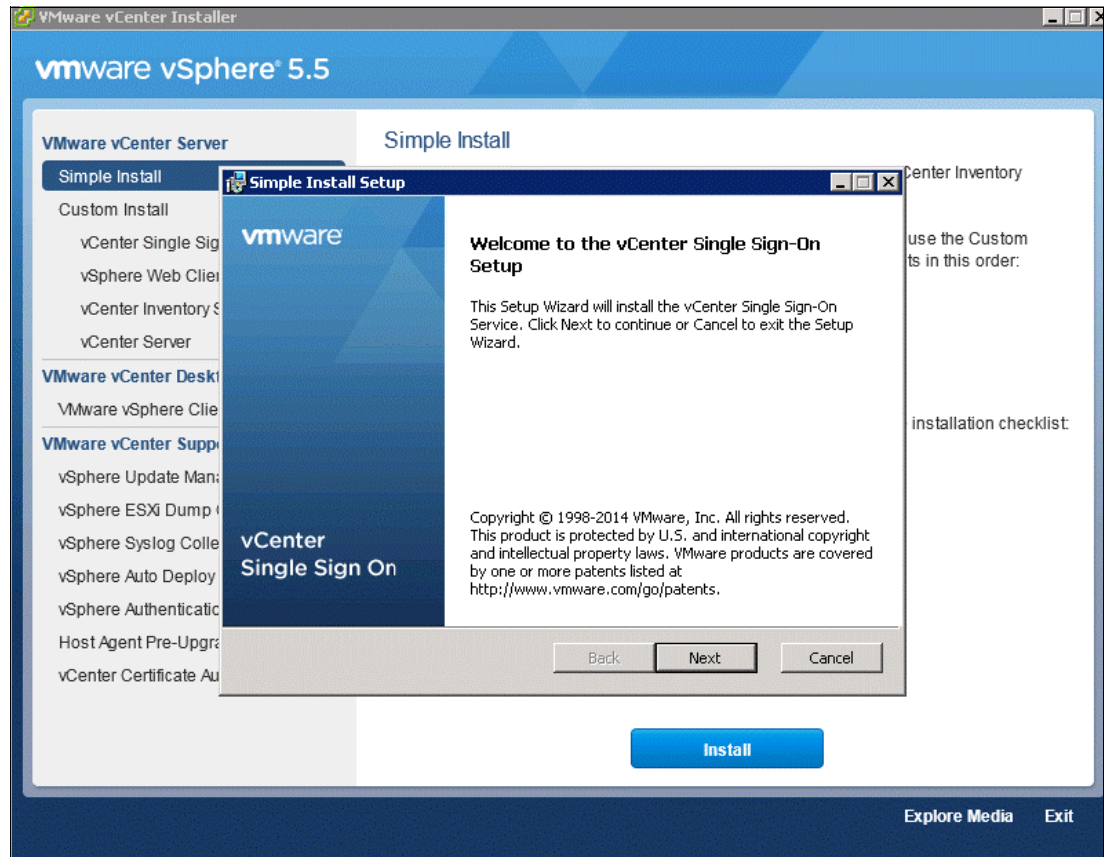 VMware vCenter Installer
vmware vSphere® 5.5
VMware vCenter Server
Simple Install
Custom Install
vCenter Single Sig
vSphere Web Clien
vCenter Inventory S
vCenter Server
VMware vCenter Deskt
VMware vSphere Clie
VMware vCenter Suppo
vSphere Update Mana
vSphere ESXi Dump
vSphere Syslog Colle
vSphere Auto Deploy
vSphere Authenticatic
Host Agent Pre-Upgra
vCenter Certificate Au
Simple Install
Center Inventory
use the Custom
ts in this order:
installation checklist:
Simple Install Setup
vmware
Welcome to the vCenter Single Sign-On
Setup
This Setup Wizard will install the vCenter Single Sign-On
Service. Click Next to continue or Cancel to exit the Setup
Wizard.
Copyright © 1998-2014 VMware, Inc. All rights reserved.
This product is protected by U.S. and international copyright
and intellectual property laws. VMware products are covered
by one or more patents listed at
http://www.vmware.com/go/patents.
vCenter
Single Sign On
Back Next Cancel
Install
Explore Media Exit